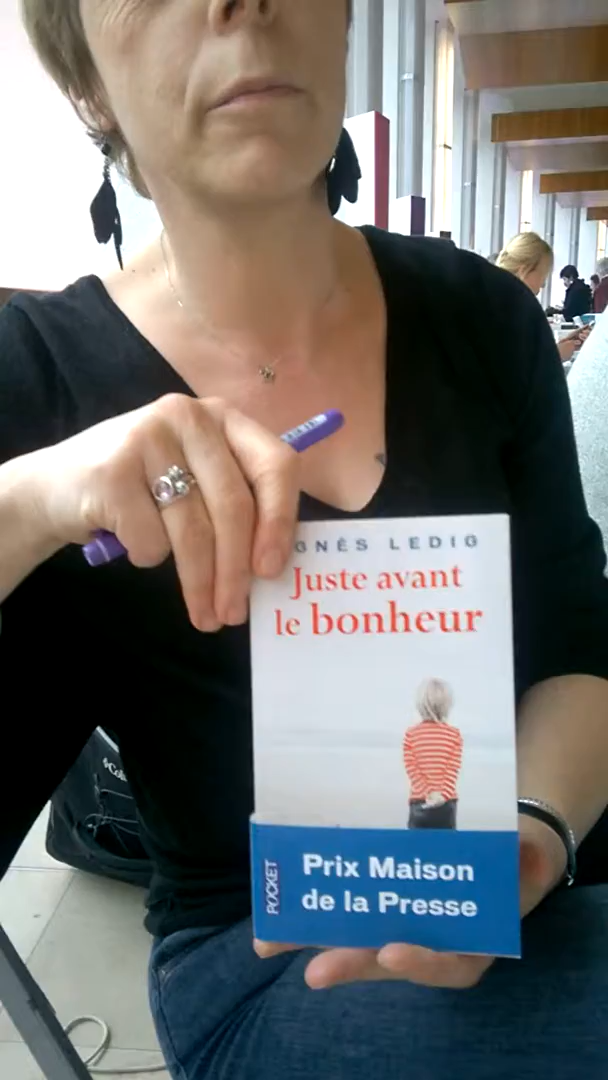 GNÈS LEDIG
Juste avant
le bonheur
POCKET
Prix Maison
de la Presse